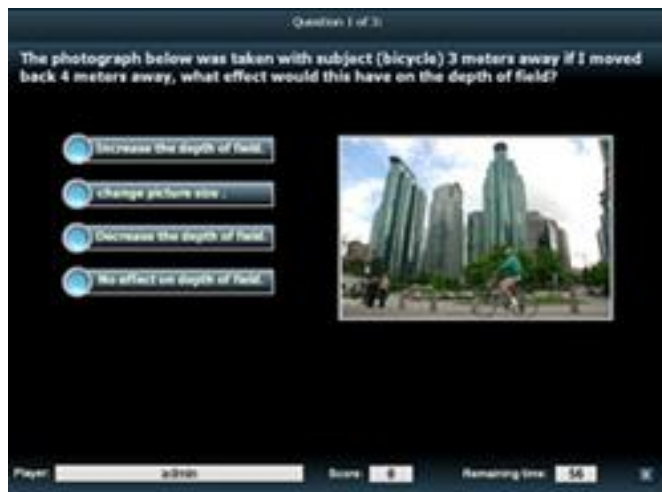 Question 1 of 3
The photograph below was taken with subject (bicycle) 3 meters away if I moved
back 4 meters away, what effect would this have on the depth of field?
Increase the depth of field.
change picture size .
Decrease the depth of field.
No effect on depth of field.
Player: admin Score: 0 Remaining time: 56